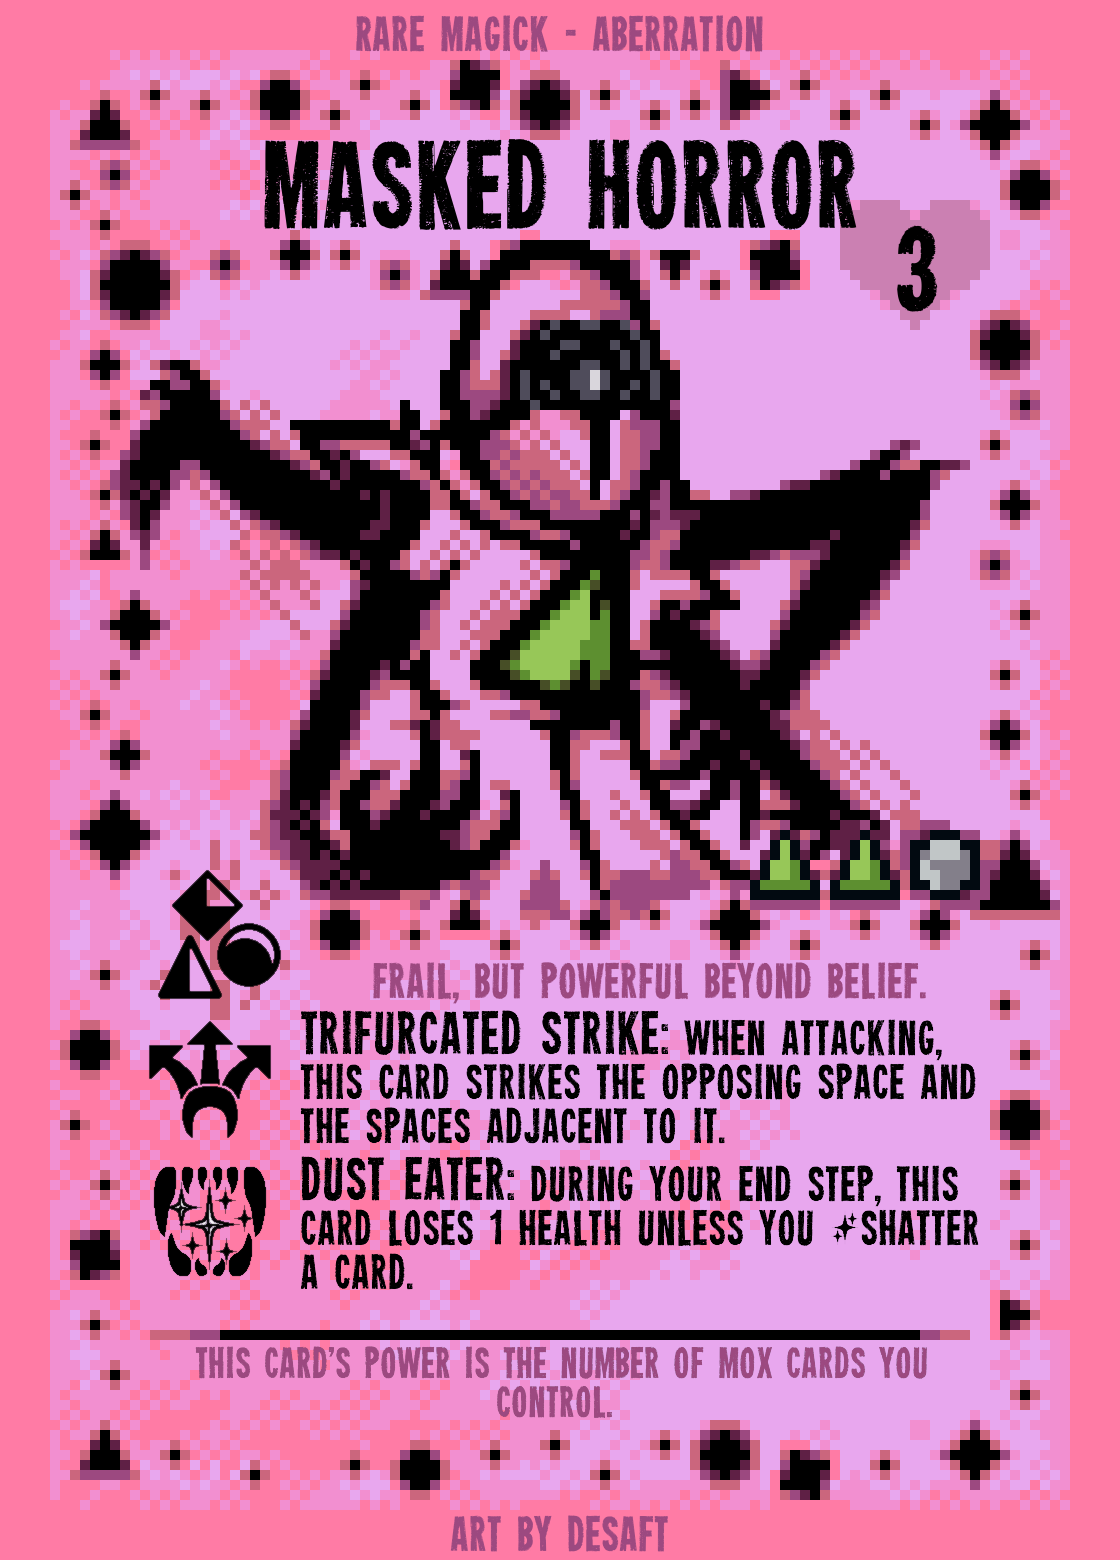 RARE MAGICK - ABERRATION
MASKED HORROR
3
FRAIL, BUT POWERFUL BEYOND BELIEF.
TRIFURCATED STRIKE: WHEN ATTACKING,
THIS CARD STRIKES THE OPPOSING SPACE AND
THE SPACES ADJACENT TO IT.
DUST EATER: DURING YOUR END STEP, THIS
CARD LOSES 1 HEALTH UNLESS YOU SHATTER
A CARD.
THIS CARD'S POWER IS THE NUMBER OF MOX CARDS YOU
CONTROL.
ART BY DESAFT